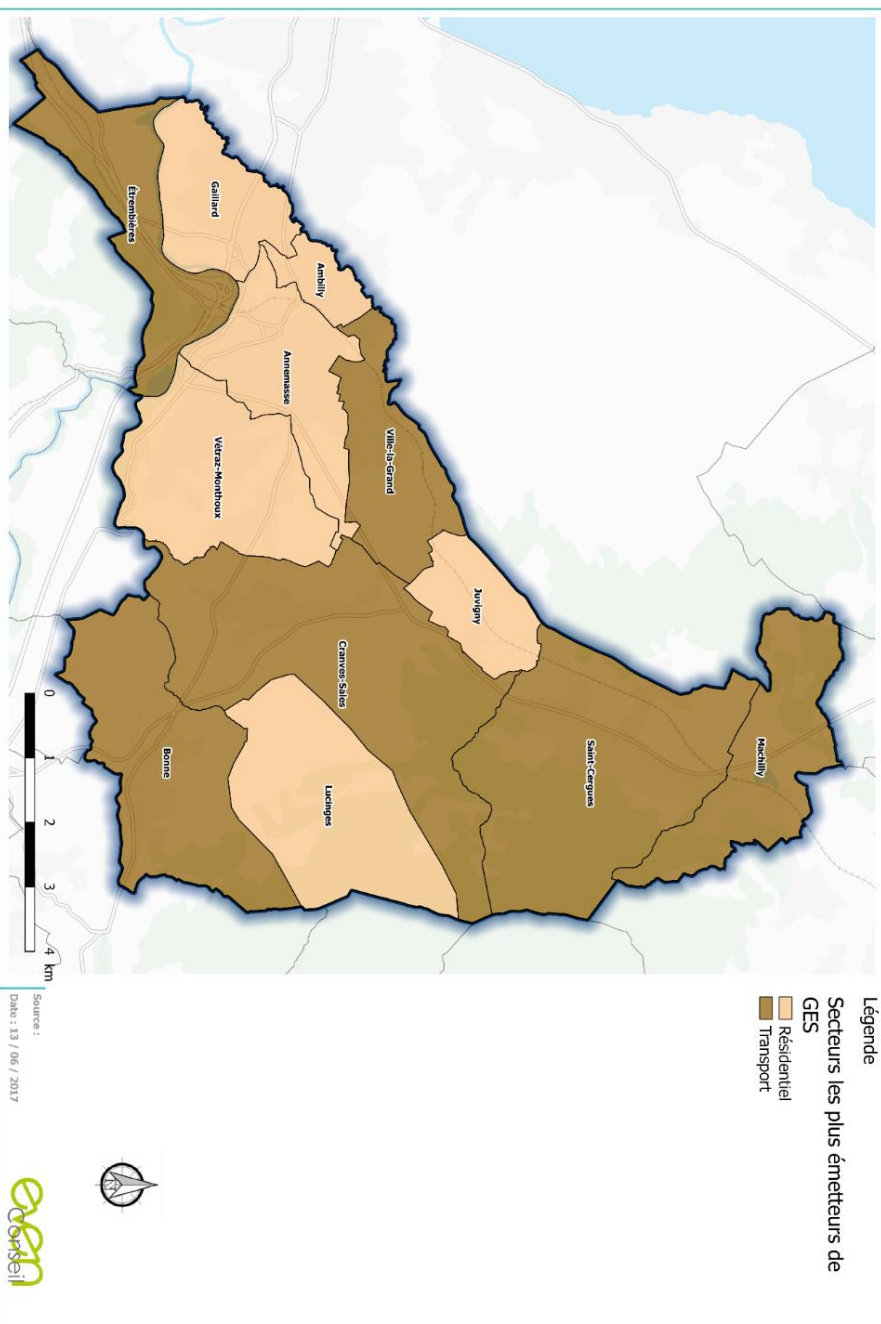 Légende
Secteurs les plus émetteurs de
GES
Résidentiel
Transport
Machilly
Saint-Cergues
Juvigny
Ville-la-Grand
Cranves-Sales
Lucinges
Ambilly
Annemasse
Gaillard
Vétraz-Monthoux
Étrembières
Bonne
0 1 2 3 4 km
N
Source :
Date : 13 / 06 / 2017
even
Conseil